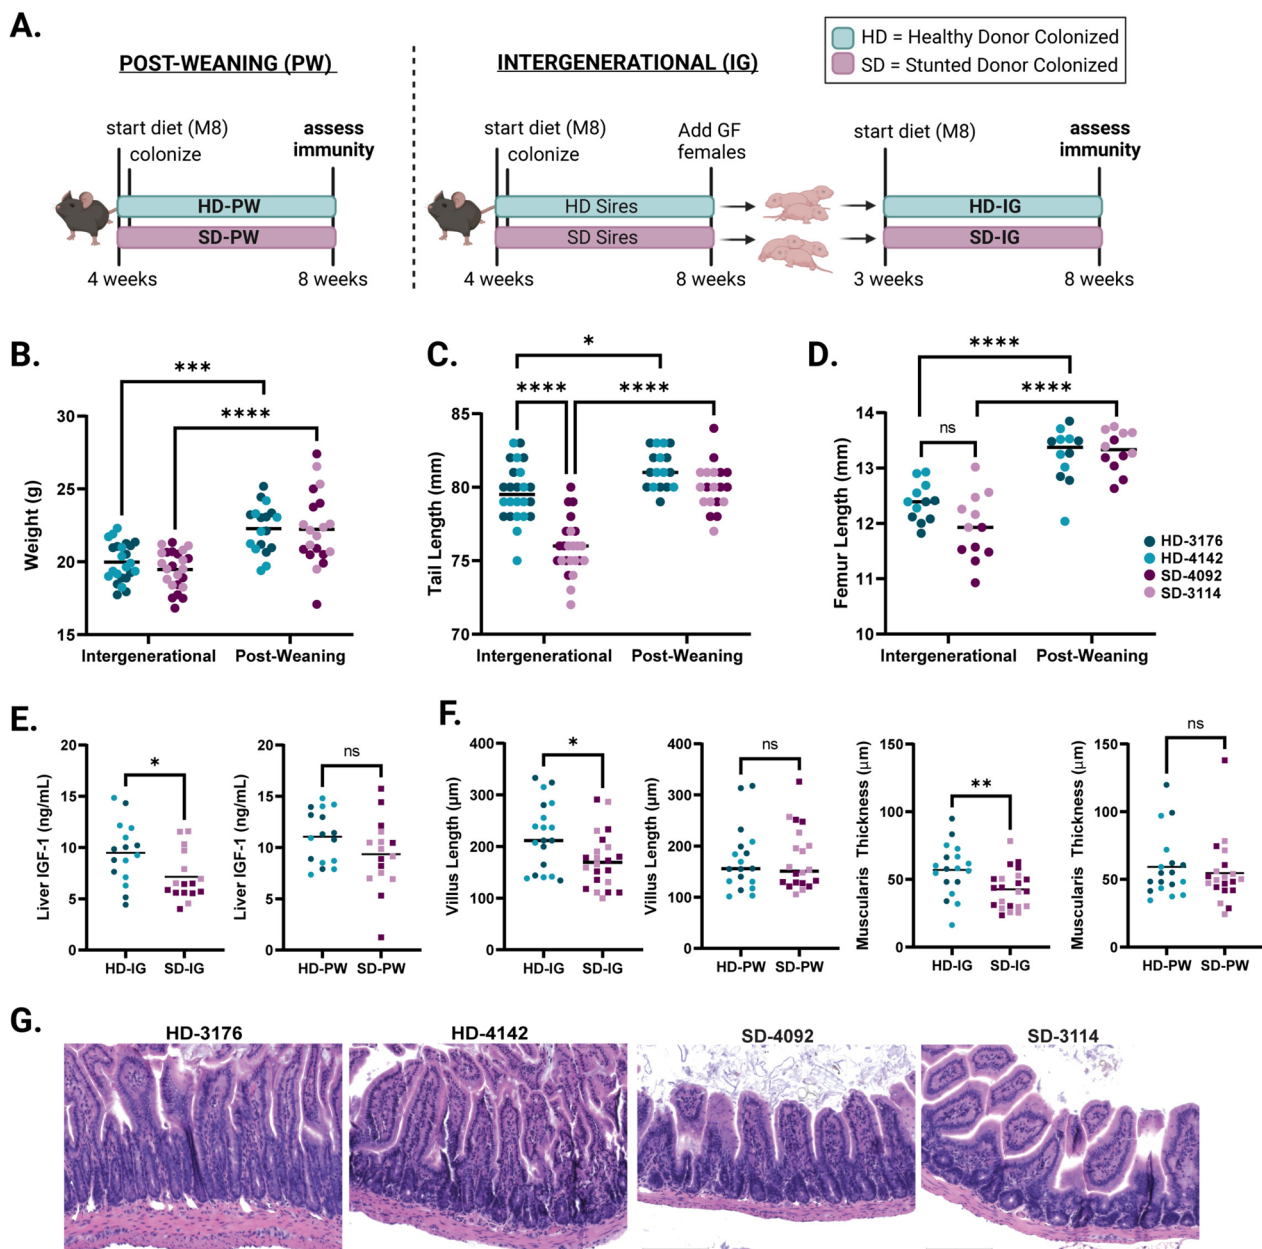 A.
POST-WEANING (PW)
INTERGENERATIONAL (IG)
HD = Healthy Donor Colonized
SD = Stunted Donor Colonized
start diet (M8)
colonize
assess
immunity
HD-PW
SD-PW
4 weeks
8 weeks
start diet (M8)
colonize
Add GF
females
HD Sires
SD Sires
4 weeks
8 weeks
start diet (M8)
assess
immunity
HD-IG
SD-IG
3 weeks
8 weeks
B.
***
****
Weight (g)
30
25
20
15
Intergenerational
Post-Weaning
C.
*
****
****
Tail Length (mm)
85
80
75
70
Intergenerational
Post-Weaning
D.
****
****
ns
Femur Length (mm)
14
13
12
11
10
Intergenerational
Post-Weaning
HD-3176
HD-4142
SD-4092
SD-3114
E.
Liver IGF-1 (ng/mL)
20
15
10
5
0
*
HD-IG
SD-IG
Liver IGF-1 (ng/mL)
20
15
10
5
0
ns
HD-PW
SD-PW
F.
Villus Length (µm)
400
300
200
100
0
*
HD-IG
SD-IG
Villus Length (µm)
400
300
200
100
0
ns
HD-PW
SD-PW
Muscularis Thickness (µm)
150
100
50
0
**
HD-IG
SD-IG
Muscularis Thickness (µm)
150
100
50
0
ns
HD-PW
SD-PW
G.
HD-3176
HD-4142
SD-4092
SD-3114